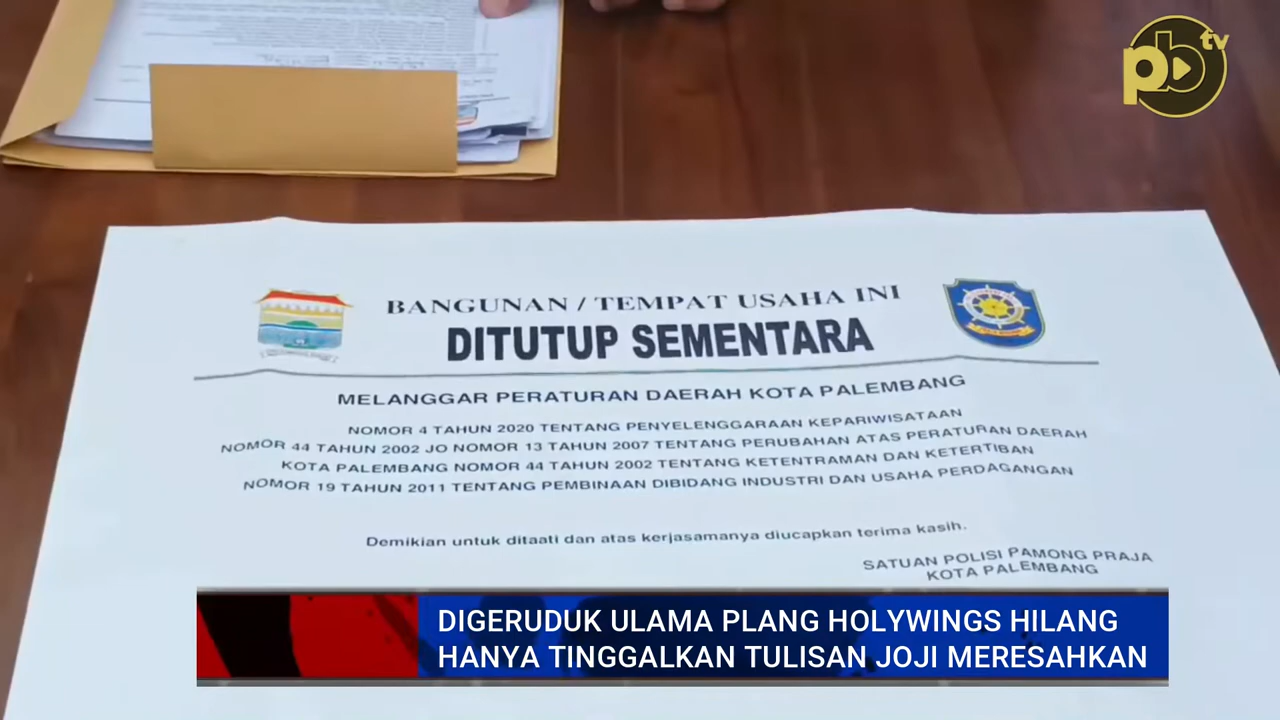 pb tv
BANGUNAN / TEMPAT USAHA INI
DITUTUP SEMENTARA
MELANGGAR PERATURAN DAERAH KOTA PALEMBANG
NOMOR 4 TAHUN 2020 TENTANG PENYELENGGARAAN KEPARIWISATAAN
NOMOR 44 TAHUN 2002 JO NOMOR 13 TAHUN 2007 TENTANG PERUBAHAN ATAS PERATURAN DAERAH
KOTA PALEMBANG NOMOR 44 TAHUN 2002 TENTANG KETENTRAMAN DAN KETERTIBAN
NOMOR 19 TAHUN 2011 TENTANG PEMBINAAN DIBIDANG INDUSTRI DAN USAHA PERDAGANGAN
Demikian untuk ditaati dan atas kerjasamanya diucapkan terima kasih.
SATUAN POLISI PAMONG PRAJA
KOTA PALEMBANG
DIGERUDUK ULAMA PLANG HOLYWINGS HILANG
HANYA TINGGALKAN TULISAN JOJI MERESAHKAN